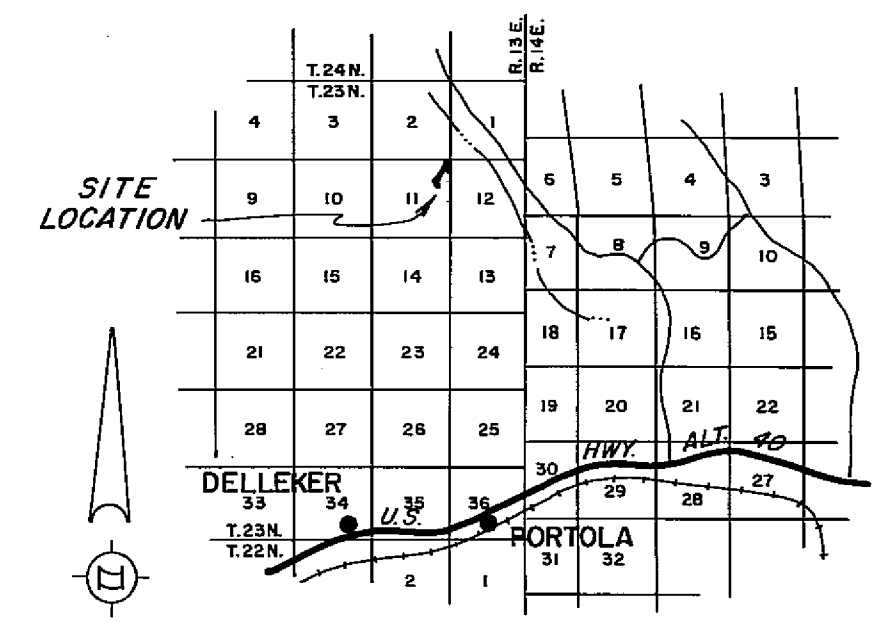 R.13E.
R.14E.
T.24N.
T.23N.
4 3 2 1
6 5 4 3
SITE
LOCATION
9 10 11 12
7 8 9 10
16 15 14 13
18 17 16 15
21 22 23 24
19 20 21 22
28 27 26 25
HWY. ALT. 40
30 29 28 27
DELLEKER
33 34 35 36
U.S.
T.23N.
T.22N.
PORTOLA
31 32
2 1
N